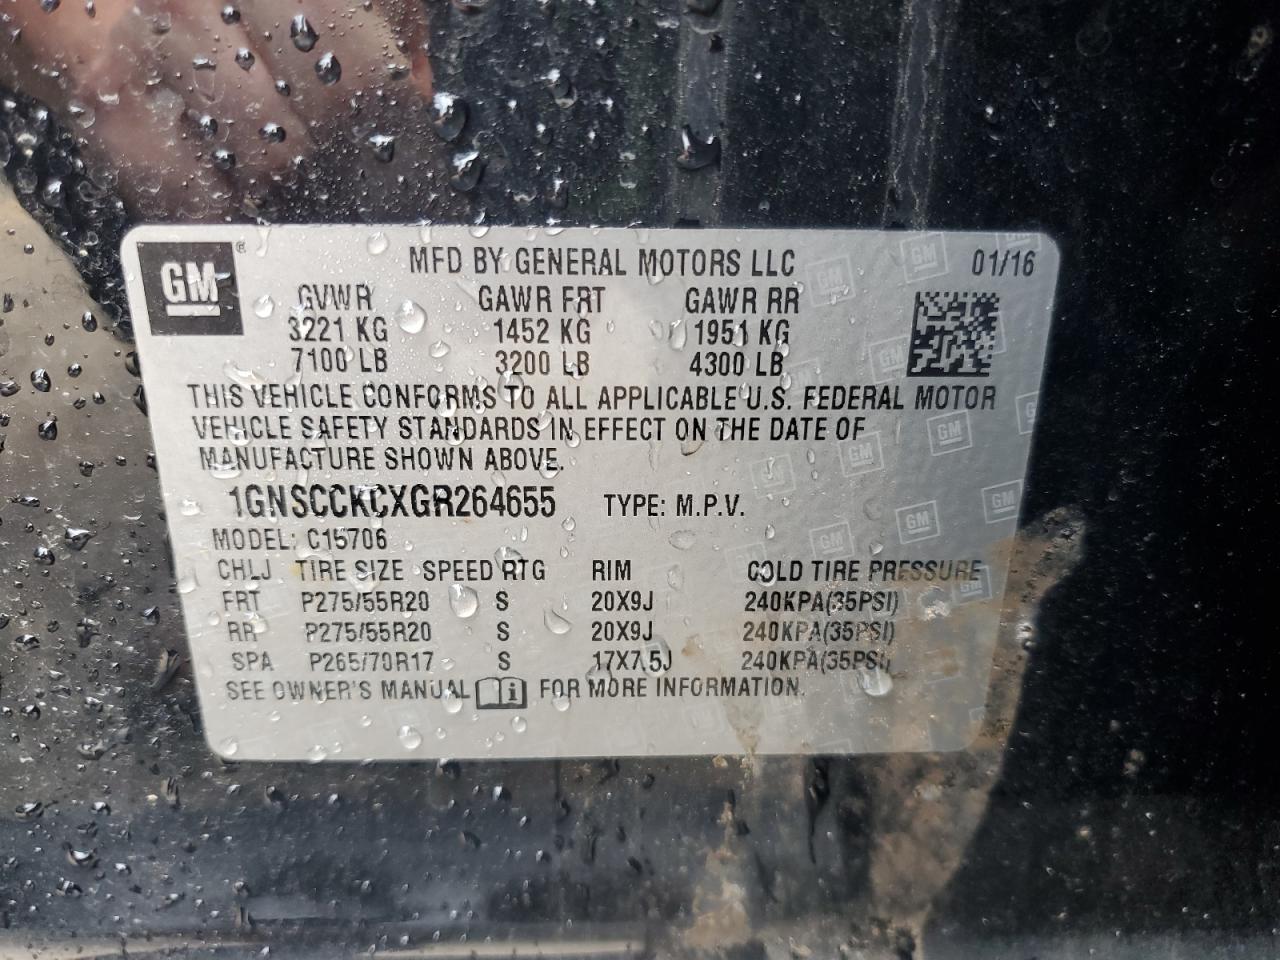 GM ® MFD BY GENERAL MOTORS LLC 01/16
GVWR GAWR FRT GAWR RR
3221 KG 1452 KG 1951 KG
7100 LB 3200 LB 4300 LB
THIS VEHICLE CONFORMS TO ALL APPLICABLE U.S. FEDERAL MOTOR
VEHICLE SAFETY STANDARDS IN EFFECT ON THE DATE OF
MANUFACTURE SHOWN ABOVE.
1GNSCCKCXGR264655 TYPE: M.P.V.
MODEL: C15706
CHLJ TIRE SIZE SPEED RTG RIM COLD TIRE PRESSURE
FRT P275/55R20 S 20X9J 240KPA(35PSI)
RR P275/55R20 S 20X9J 240KPA(35PSI)
SPA P265/70R17 S 17X7.5J 240KPA(35PSI)
SEE OWNER'S MANUAL i FOR MORE INFORMATION.